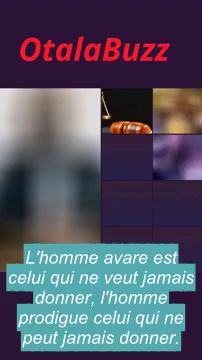 OtalaBuzz
L'homme avare est
celui qui ne veut jamais
donner, l'homme
prodigue celui qui ne
peut jamais donner.